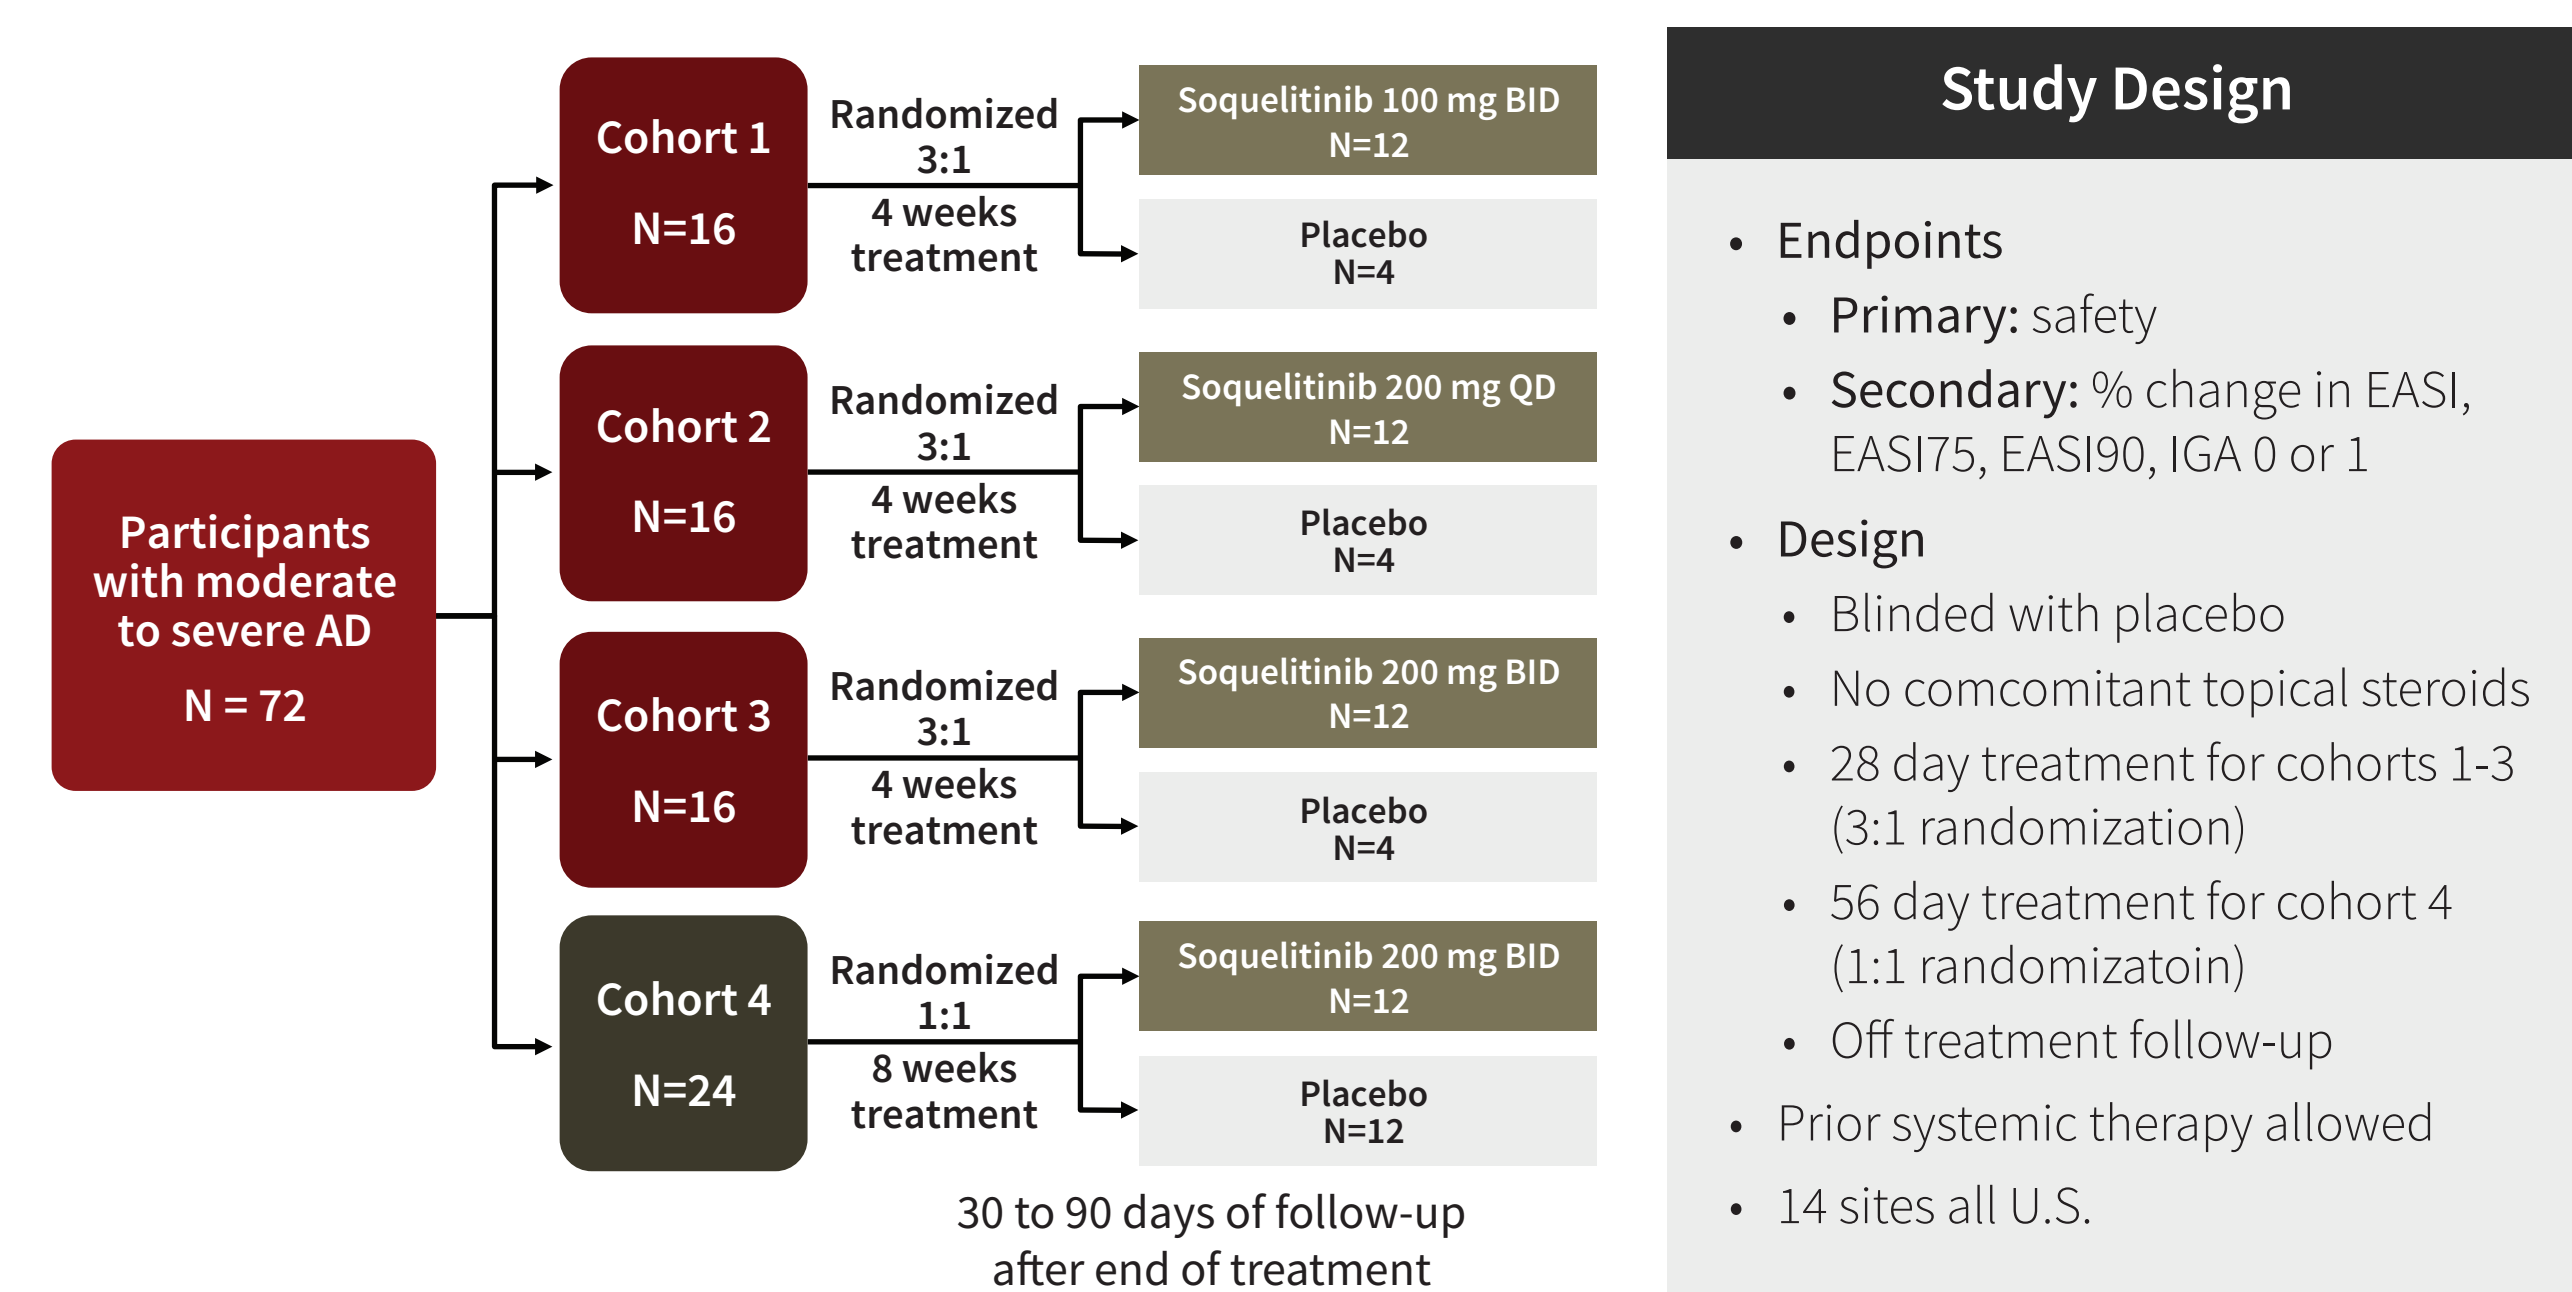 Participants
with moderate
to severe AD
N = 72
Cohort 1
N=16
Randomized
3:1
4 weeks
treatment
Soquelitinib 100 mg BID
N=12
Placebo
N=4
Cohort 2
N=16
Randomized
3:1
4 weeks
treatment
Soquelitinib 200 mg QD
N=12
Placebo
N=4
Cohort 3
N=16
Randomized
3:1
4 weeks
treatment
Soquelitinib 200 mg BID
N=12
Placebo
N=4
Cohort 4
N=24
Randomized
1:1
8 weeks
treatment
Soquelitinib 200 mg BID
N=12
Placebo
N=12
30 to 90 days of follow-up
after end of treatment
Study Design
• Endpoints
• Primary: safety
• Secondary: % change in EASI,
EASI75, EASI90, IGA 0 or 1
• Design
• Blinded with placebo
• No comcomitant topical steroids
• 28 day treatment for cohorts 1-3
(3:1 randomization)
• 56 day treatment for cohort 4
(1:1 randomizatoin)
• Off treatment follow-up
• Prior systemic therapy allowed
• 14 sites all U.S.